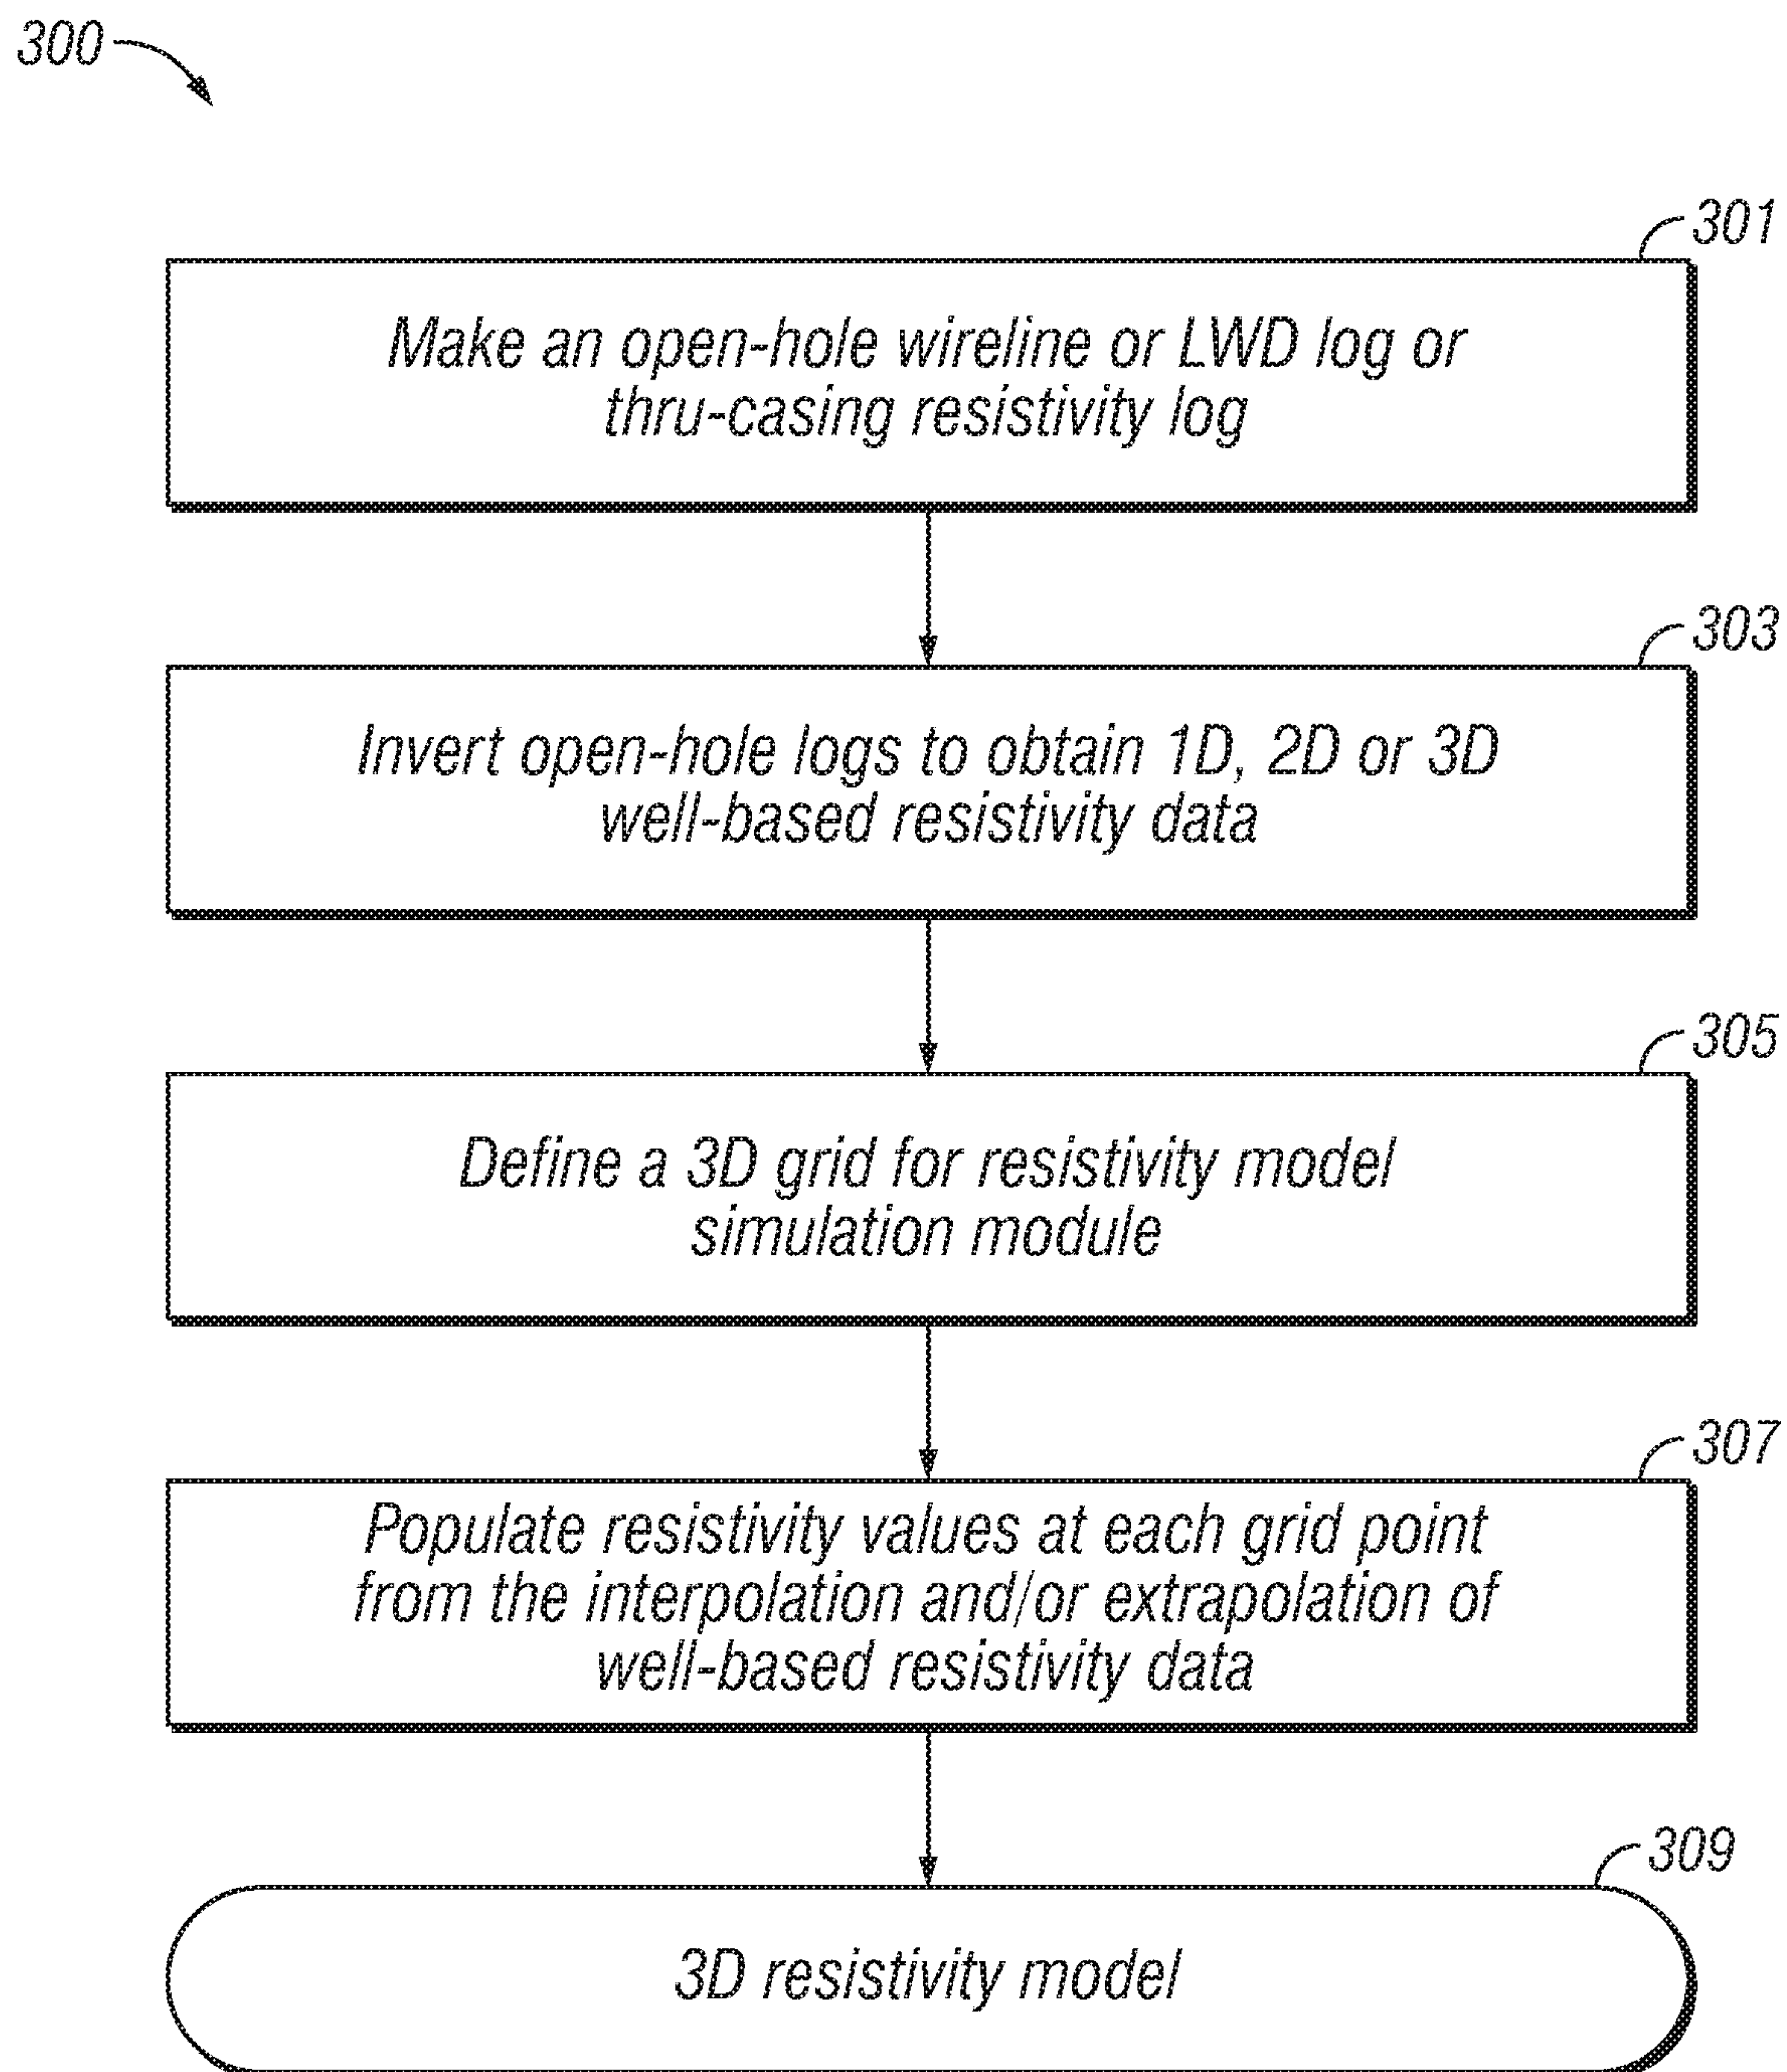 300
301
Make an open-hole wireline or LWD log or
thru-casing resistivity log
303
Invert open-hole logs to obtain 1D, 2D or 3D
well-based resistivity data
305
Define a 3D grid for resistivity model
simulation module
307
Populate resistivity values at each grid point
from the interpolation and/or extrapolation of
well-based resistivity data
309
3D resistivity model